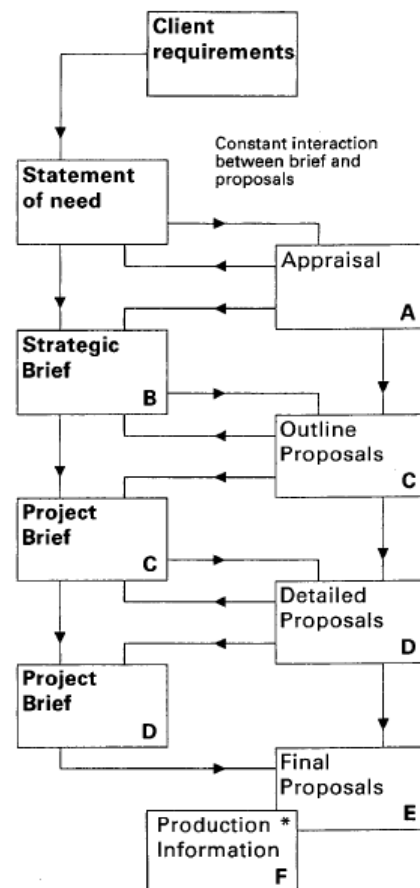 Client
requirements
Constant interaction
between brief and
proposals
Statement
of need
Appraisal
A
Strategic
Brief
B
Outline
Proposals
C
Project
Brief
C
Detailed
Proposals
D
Project
Brief
D
Final
Proposals
E
Production *
Information
F